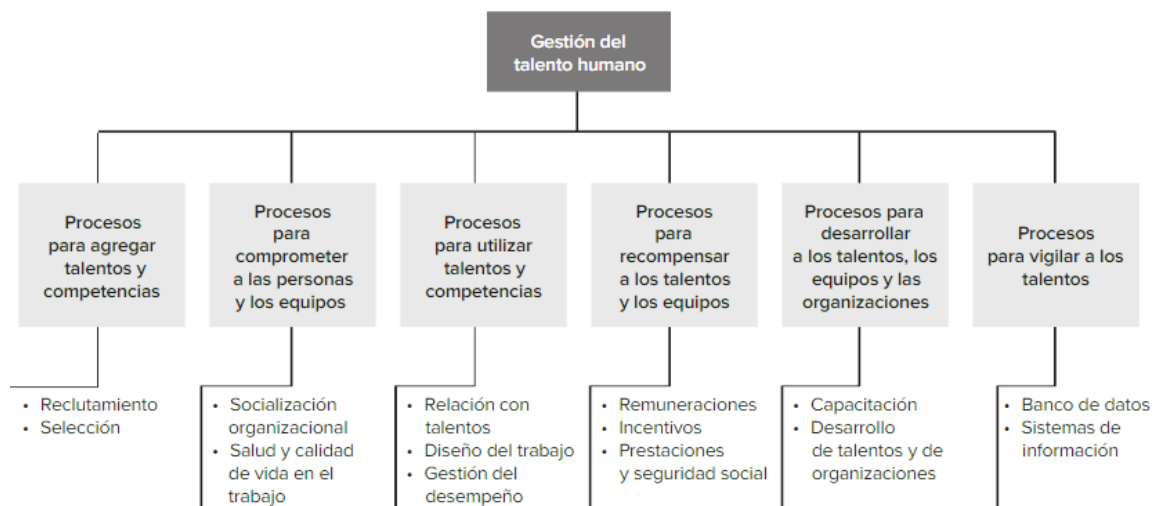 Gestión del
talento humano
Procesos
para agregar
talentos y
competencias
Procesos
para
comprometer
a las personas
y los equipos
Procesos
para utilizar
talentos y
competencias
Procesos
para
recompensar
a los talentos
y los equipos
Procesos para
desarrollar
a los talentos, los
equipos y las
organizaciones
Procesos
para vigilar a los
talentos
• Reclutamiento
• Selección
• Socialización
organizacional
• Salud y calidad
de vida en el
trabajo
• Relación con
talentos
• Diseño del trabajo
• Gestión del
desempeño
• Remuneraciones
• Incentivos
• Prestaciones
y seguridad social
• Capacitación
• Desarrollo
de talentos y de
organizaciones
• Banco de datos
• Sistemas de
información